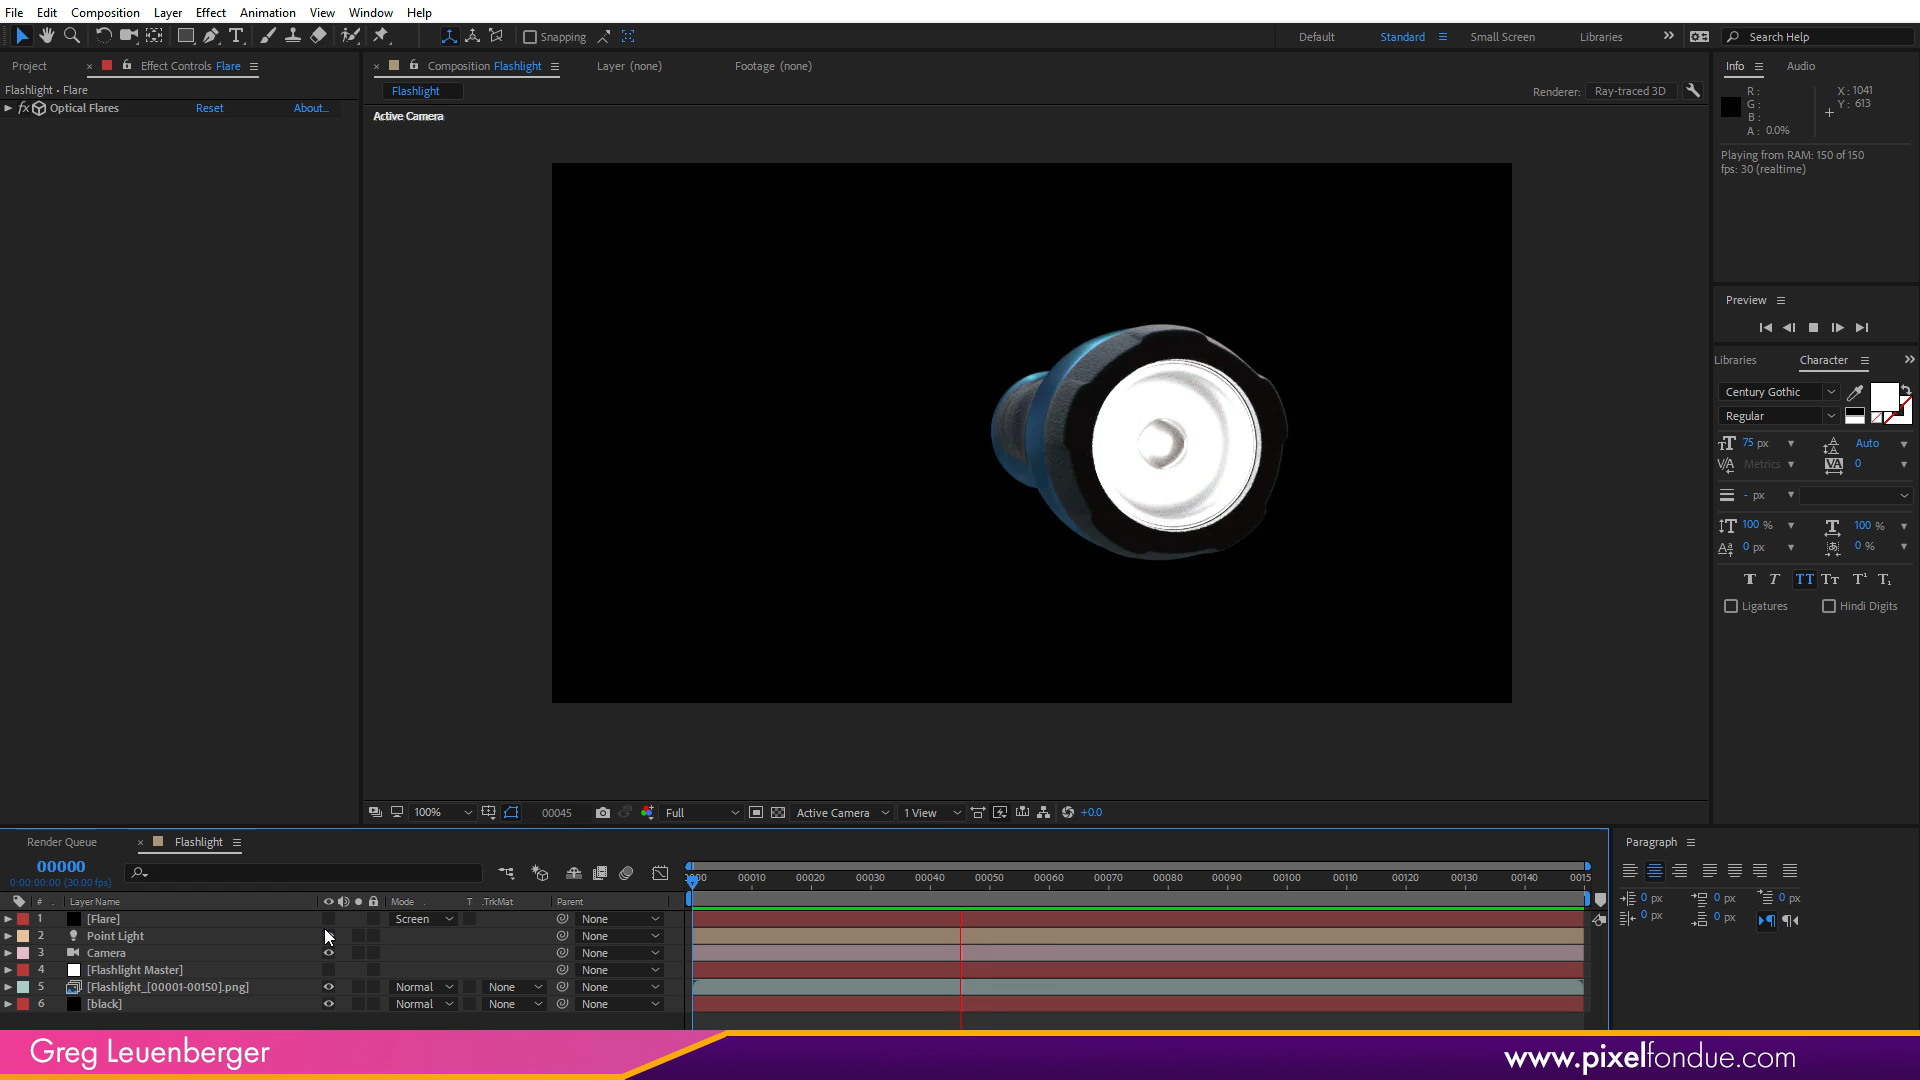 File Edit Composition Layer Effect Animation View Window Help
Snapping Default Standard Small Screen Libraries Search Help
Project Effect Controls Flare
Flashlight • Flare
fx Optical Flares Reset About...
Composition Flashlight Layer (none) Footage (none)
Flashlight Renderer: Ray-traced 3D
Active Camera
Info Audio
R: X: 1041
G: Y: 613
B:
A: 0.0%
Playing from RAM: 150 of 150
fps: 30 (realtime)
Preview
Libraries Character
Century Gothic
Regular
75 px Auto
Metrics 0
- px
100 % 100 %
0 px 0 %
Ligatures Hindi Digits
100% 00045 Full Active Camera 1 View +0.0
Render Queue Flashlight
00000
0:00:00:00 (30.00 fps)
0000 00010 00020 00030 00040 00050 00060 00070 00080 00090 00100 00110 00120 00130 00140 0015
# Layer Name Mode T .TrkMat Parent
1 [Flare] Screen None
2 Point Light None
3 Camera None
4 [Flashlight Master] None
5 [Flashlight_[00001-00150].png] Normal None None
6 [black] Normal None None
Paragraph
0 px 0 px 0 px
0 px 0 px
Greg Leuenberger
www.pixelfondue.com